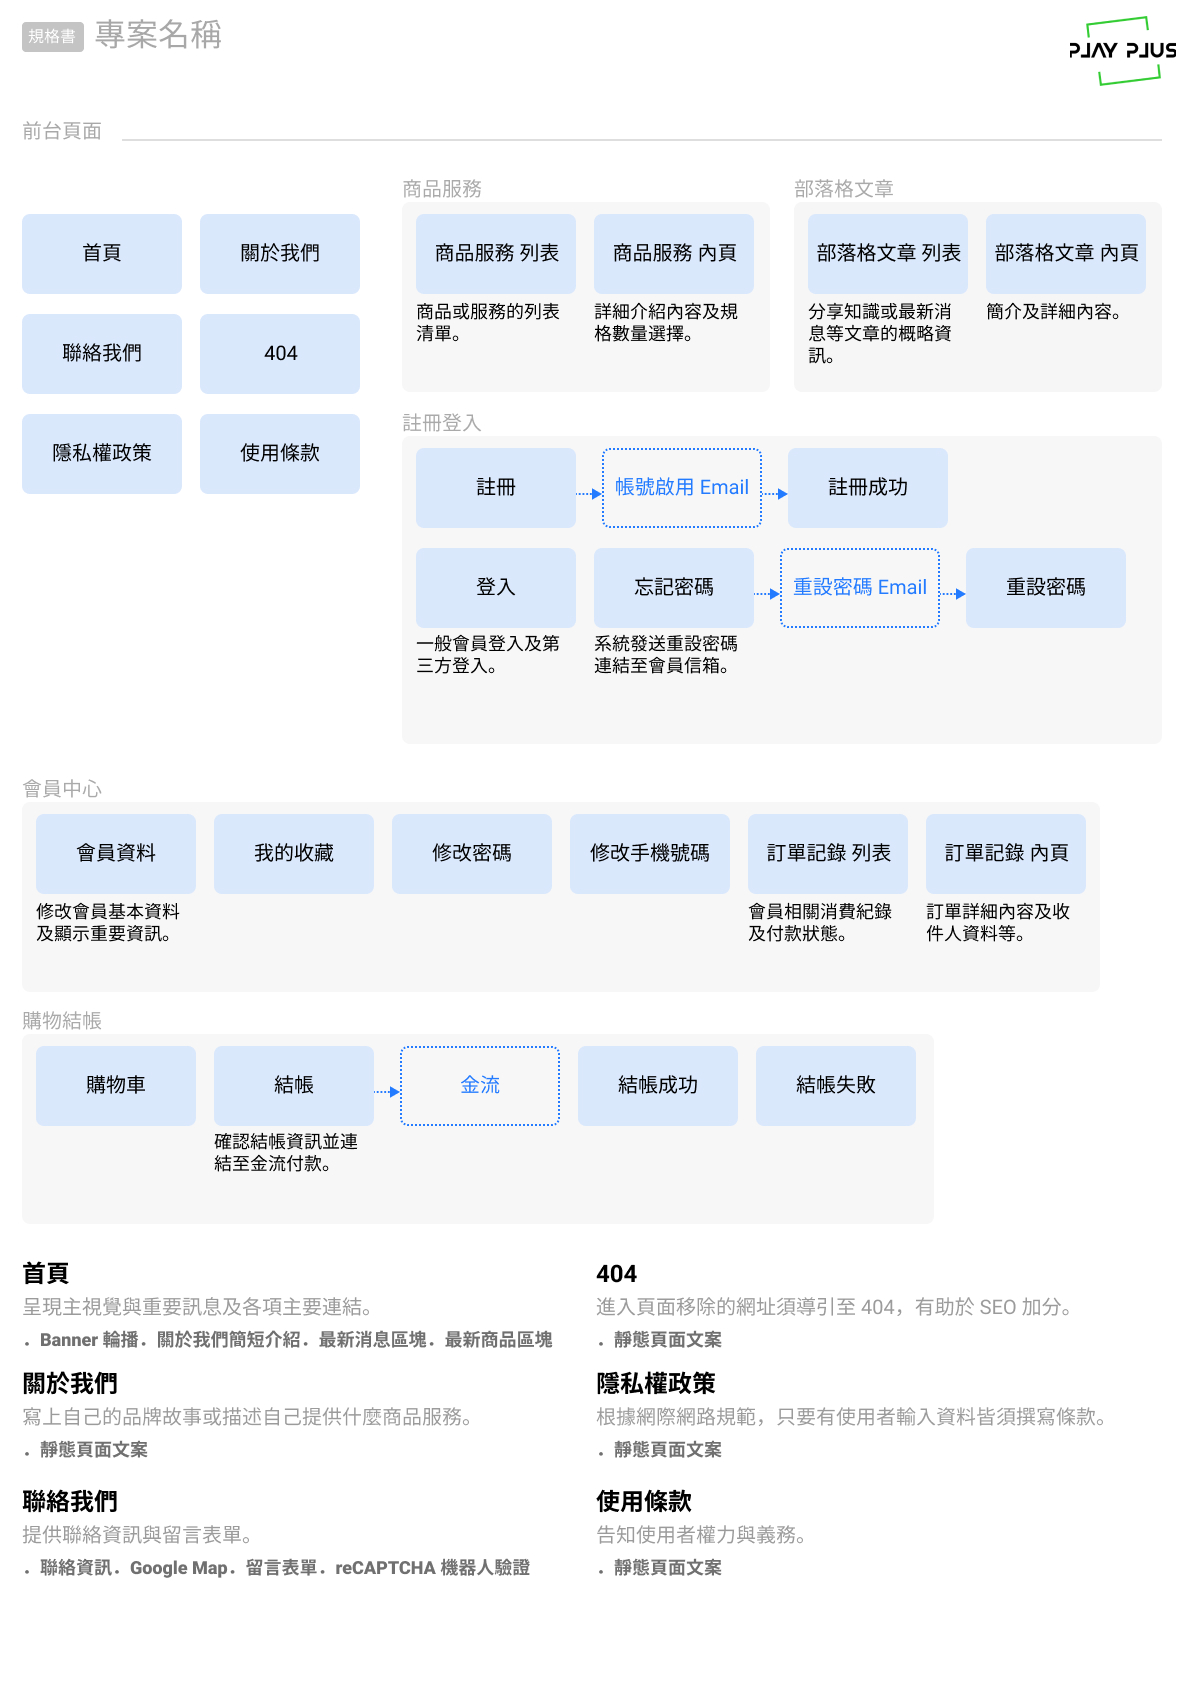 規格書 專案名稱
PLAY PLUS
前台頁面
首頁
關於我們
聯絡我們
404
隱私權政策
使用條款
商品服務
商品服務 列表
商品或服務的列表
清單。
商品服務 內頁
詳細介紹內容及規
格數量選擇。
部落格文章
部落格文章 列表
分享知識或最新消
息等文章的概略資
訊。
部落格文章 內頁
簡介及詳細內容。
註冊登入
註冊
帳號啟用 Email
註冊成功
登入
一般會員登入及第
三方登入。
忘記密碼
系統發送重設密碼
連結至會員信箱。
重設密碼 Email
重設密碼
會員中心
會員資料
修改會員基本資料
及顯示重要資訊。
我的收藏
修改密碼
修改手機號碼
訂單記錄 列表
會員相關消費紀錄
及付款狀態。
訂單記錄 內頁
訂單詳細內容及收
件人資料等。
購物結帳
購物車
結帳
確認結帳資訊並連
結至金流付款。
金流
結帳成功
結帳失敗
首頁
呈現主視覺與重要訊息及各項主要連結。
．Banner 輪播．關於我們簡短介紹．最新消息區塊．最新商品區塊
關於我們
寫上自己的品牌故事或描述自己提供什麼商品服務。
．靜態頁面文案
聯絡我們
提供聯絡資訊與留言表單。
．聯絡資訊．Google Map．留言表單．reCAPTCHA 機器人驗證
404
進入頁面移除的網址須導引至 404，有助於 SEO 加分。
．靜態頁面文案
隱私權政策
根據網際網路規範，只要有使用者輸入資料皆須撰寫條款。
．靜態頁面文案
使用條款
告知使用者權力與義務。
．靜態頁面文案